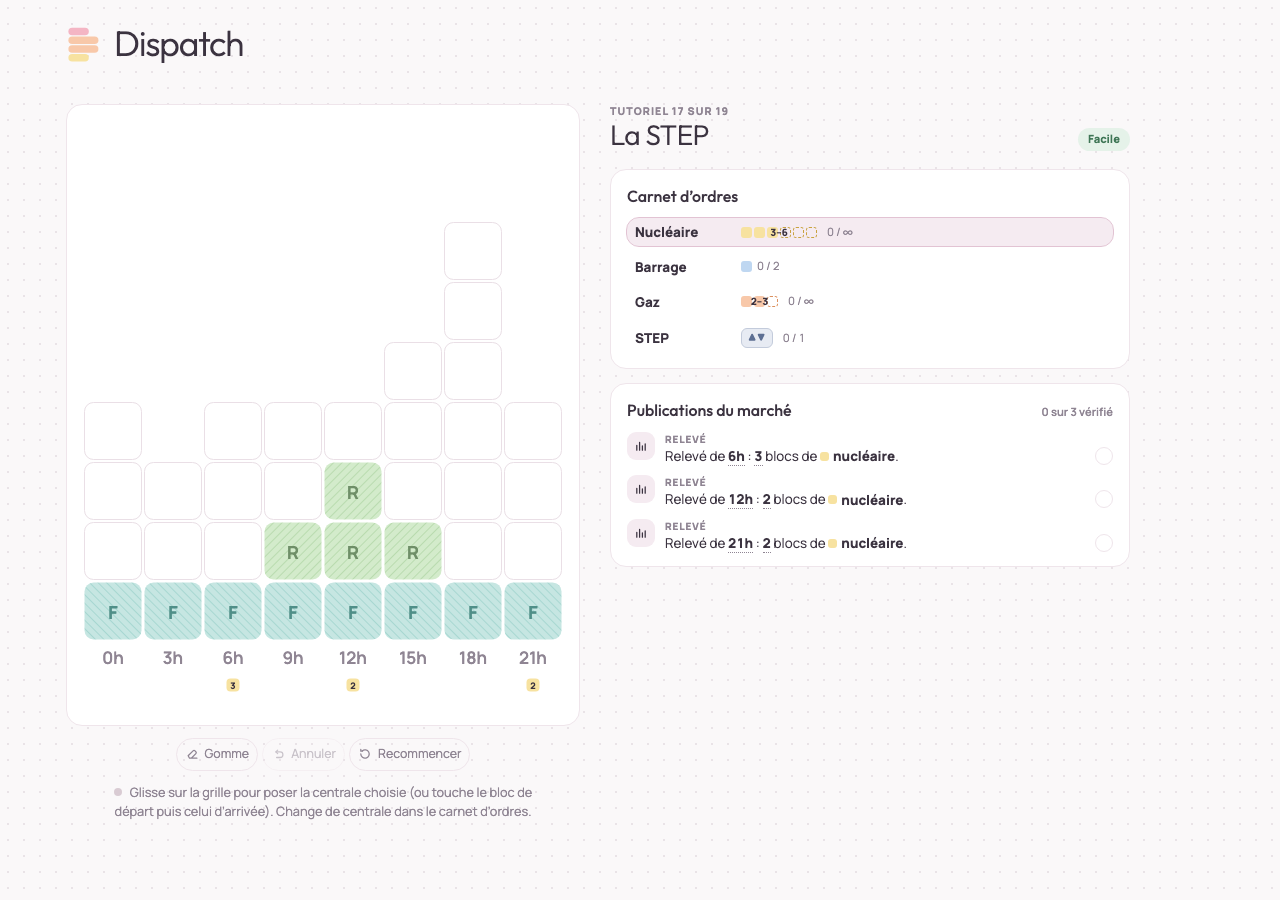 Dispatch
TUTORIEL 17 SUR 19
La STEP
Facile
Carnet d'ordres
Nucléaire 3–6 0 / ∞
Barrage 0 / 2
Gaz 2–3 0 / ∞
STEP ▲▼ 0 / 1
Publications du marché
0 sur 3 vérifié
RELEVÉ
Relevé de 6h : 3 blocs de nucléaire.
RELEVÉ
Relevé de 12h : 2 blocs de nucléaire.
RELEVÉ
Relevé de 21h : 2 blocs de nucléaire.
R
R R R
F F F F F F F F
0h 3h 6h 9h 12h 15h 18h 21h
3 2 2
Gomme Annuler Recommencer
Glisse sur la grille pour poser la centrale choisie (ou touche le bloc de
départ puis celui d'arrivée). Change de centrale dans le carnet d'ordres.